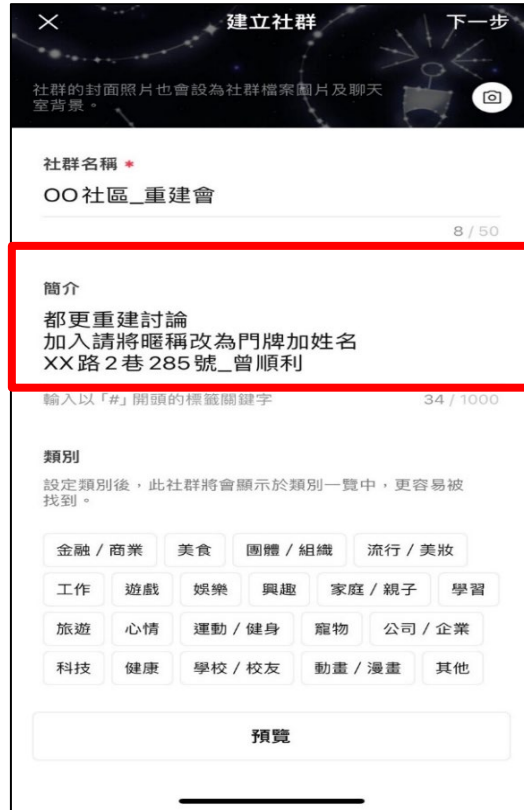 建立社群
下一步
社群的封面照片也會設為社群檔案圖片及聊天
室背景。
社群名稱 *
OO社區_重建會
8 / 50
簡介
都更重建討論
加入請將暱稱改為門牌加姓名
XX路2巷285號_曾順利
輸入以「#」開頭的標籤關鍵字 34 / 1000
類別
設定類別後，此社群將會顯示於類別一覽中，更容易被
找到。
金融 / 商業 美食 團體 / 組織 流行 / 美妝
工作 遊戲 娛樂 興趣 家庭 / 親子 學習
旅遊 心情 運動 / 健身 寵物 公司 / 企業
科技 健康 學校 / 校友 動畫 / 漫畫 其他
預覽